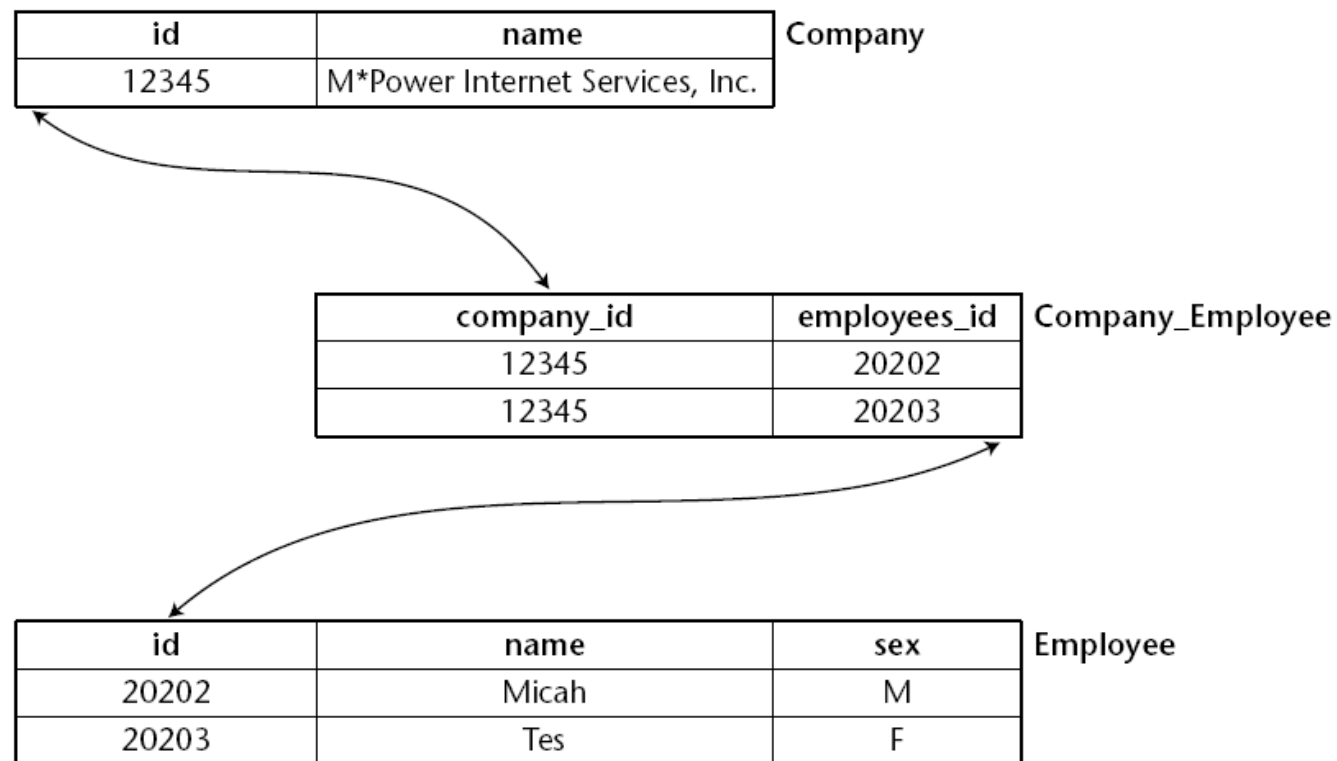 id name Company
12345 M*Power Internet Services, Inc.
company_id employees_id Company_Employee
12345 20202
12345 20203
id name sex Employee
20202 Micah M
20203 Tes F